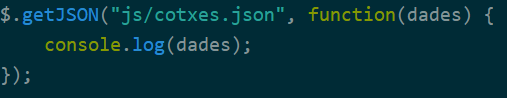 $.getJSON("js/cotxes.json", function(dades) {
    console.log(dades);
});